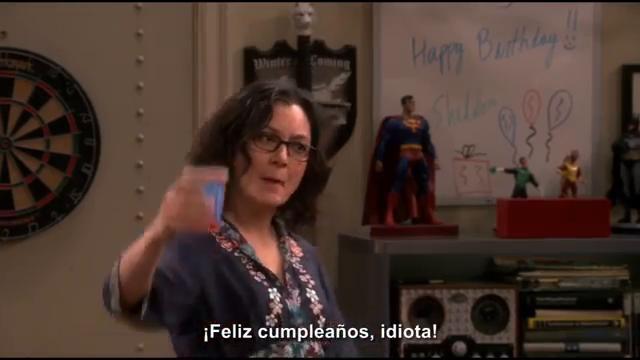 Happy Birthday!!
Winter is Coming
Sheldon
¡Feliz cumpleaños, idiota!